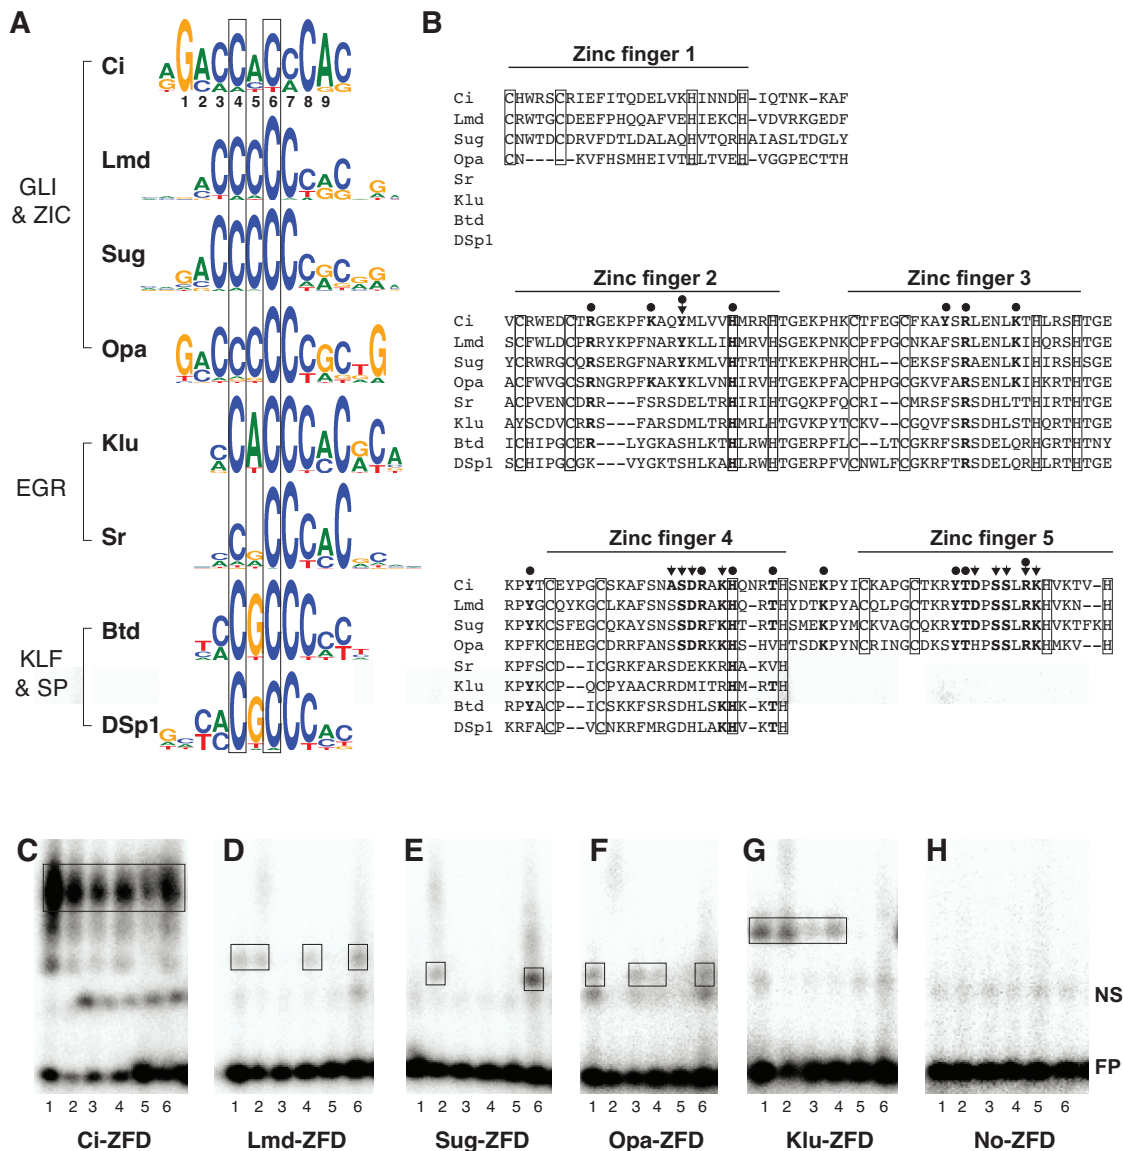 A
B
Ci
Lmd
Sug
Opa
Klu
Sr
Btd
DSp1
GLI
& ZIC
EGR
KLF
& SP
1 2 3 4 5 6 7 8 9
Zinc finger 1
Ci CHWRSCRIEFITQDELVKHINNDH-IQTNK-KAF
Lmd CRWTGCDEEFPHQQAFVEHIEKCH-VDVRKGEDF
Sug CNWTDCDRVFDTLDALAQHVTQRHAIASLTDGLY
Opa CN----KVFHSMHEIVTHLTVEH-VGGPECTTH
Sr
Klu
Btd
DSp1
Zinc finger 2 Zinc finger 3
Ci VCRWEDCTRGEKPFKAQYMLVVHMRRHTGEKPHKCTFEGCFKAYSRLENLKTHLRSHTGE
Lmd SCFWLDCPRRYKPFNARYKLLIHMRVHSGEKPNKCPFPGCNKAFSRLENLKIHQRSHTGE
Sug YCRWRGCQRSERGFNARYKMLVHTRTHTKEKPHRCHL--CEKSFSRAENLKIHIRSHSGE
Opa ACFWVGCSRNGRPFKAKYKLVNHIRVHTGEKPFACPHPGCGKVFARSENLKIHKRTHTGE
Sr ACPVENCDRR---FSRSDELTRHIRIHTGQKPFQCRI--CMRSFSRSDHLTTHIRTHTGE
Klu AYSCDVCRRS---FARSDMLTRHMRLHTGVKPYTCKV--CGQVFSRSDHLSTHQRTHTGE
Btd ICHIPGCER---LYGKASHLKTHLRWHTGERPFLC--LTCGKRFSRSDELQRHGRTHTNY
DSp1 SCHIPGCGK---VYGKTSHLKAHLRWHTGERPFVCNWLFCGKRFTRSDELQRHLRTHTGE
Zinc finger 4 Zinc finger 5
Ci KPYTCEYPGCSKAFSNASDRAKHQNRTHSNEKPYICKAPGCTKRYTDPSSLRKHVKTV-H
Lmd RPYGCQYKGCLKAFSNSSDRFKHQ-RTHYDTKPYACQLPGCTKRYTDPSSLRKHVKN--H
Sug KPYKCSFEGCSKAFSNSSDRFKHT-RTHSMEKPYMCKVAGCQKRYTDPSSLRKHVKTFKH
Opa KPFKCEHEGCDRRFANSSDRKKHSHVHTSDKPYNCRINGCDKSYTHPSSLRKHMKV-H
Sr KPFSCD--ICGRKFARSDEKKRHA-KVH
Klu KPYKCP--QCPYAACRRDMITRHM-RTH
Btd RPYACP--ICSKRFSRSDHLSKHK-KTH
DSp1 KRFACP--VCNKRFMRGDHLAKHV-KTH
C
D
E
F
G
H
NS
FP
1 2 3 4 5 6
1 2 3 4 5 6
1 2 3 4 5 6
1 2 3 4 5 6
1 2 3 4 5 6
1 2 3 4 5 6
Ci-ZFD
Lmd-ZFD
Sug-ZFD
Opa-ZFD
Klu-ZFD
No-ZFD